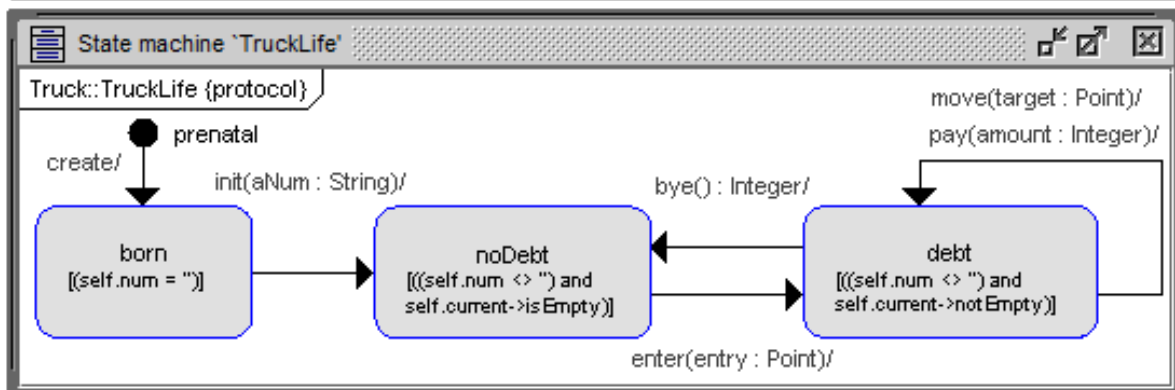 State machine `TruckLife'
Truck::TruckLife {protocol}
move(target : Point)/
pay(amount : Integer)/
prenatal
create/
init(aNum : String)/
bye() : Integer/
born
[(self.num = '')]
noDebt
[((self.num <> '') and
self.current->isEmpty)]
debt
[((self.num <> '') and
self.current->notEmpty)]
enter(entry : Point)/